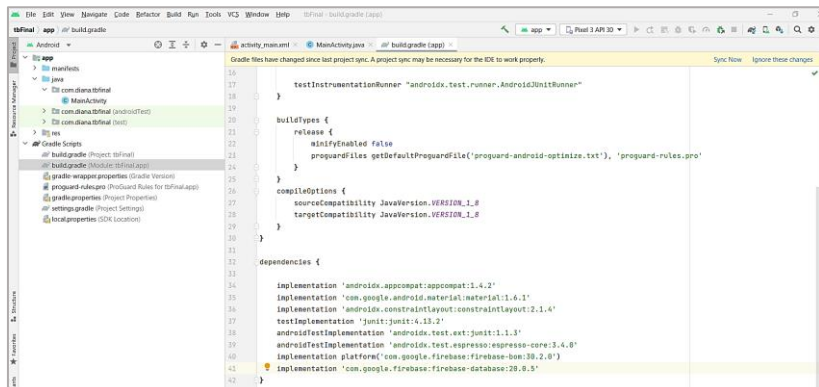 File Edit View Navigate Code Refactor Build Run Tools VCS Window Help tbFinal - build.gradle (:app)
tbFinal app build.gradle
app Pixel 3 API 30
Android
activity_main.xml MainActivity.java build.gradle (:app)
Gradle files have changed since last project sync. A project sync may be necessary for the IDE to work properly. Sync Now Ignore these changes
Project
Resource Manager
Structure
Favorites
app
manifests
java
com.diana.tbfinal
MainActivity
com.diana.tbfinal (androidTest)
com.diana.tbfinal (test)
res
Gradle Scripts
build.gradle (Project: tbFinal)
build.gradle (Module: tbFinal.app)
gradle-wrapper.properties (Gradle Version)
proguard-rules.pro (ProGuard Rules for tbFinal.app)
gradle.properties (Project Properties)
settings.gradle (Project Settings)
local.properties (SDK Location)
16
17 testInstrumentationRunner "androidx.test.runner.AndroidJUnitRunner"
18 }
19
20 buildTypes {
21 release {
22 minifyEnabled false
23 proguardFiles getDefaultProguardFile('proguard-android-optimize.txt'), 'proguard-rules.pro'
24 }
25 }
26 compileOptions {
27 sourceCompatibility JavaVersion.VERSION_1_8
28 targetCompatibility JavaVersion.VERSION_1_8
29 }
30 }
31
32 dependencies {
33
34 implementation 'androidx.appcompat:appcompat:1.4.2'
35 implementation 'com.google.android.material:material:1.6.1'
36 implementation 'androidx.constraintlayout:constraintlayout:2.1.4'
37 testImplementation 'junit:junit:4.13.2'
38 androidTestImplementation 'androidx.test.ext:junit:1.1.3'
39 androidTestImplementation 'androidx.test.espresso:espresso-core:3.4.0'
40 implementation platform('com.google.firebase:firebase-bom:30.2.0')
41 implementation 'com.google.firebase:firebase-database:20.0.5'
42 }